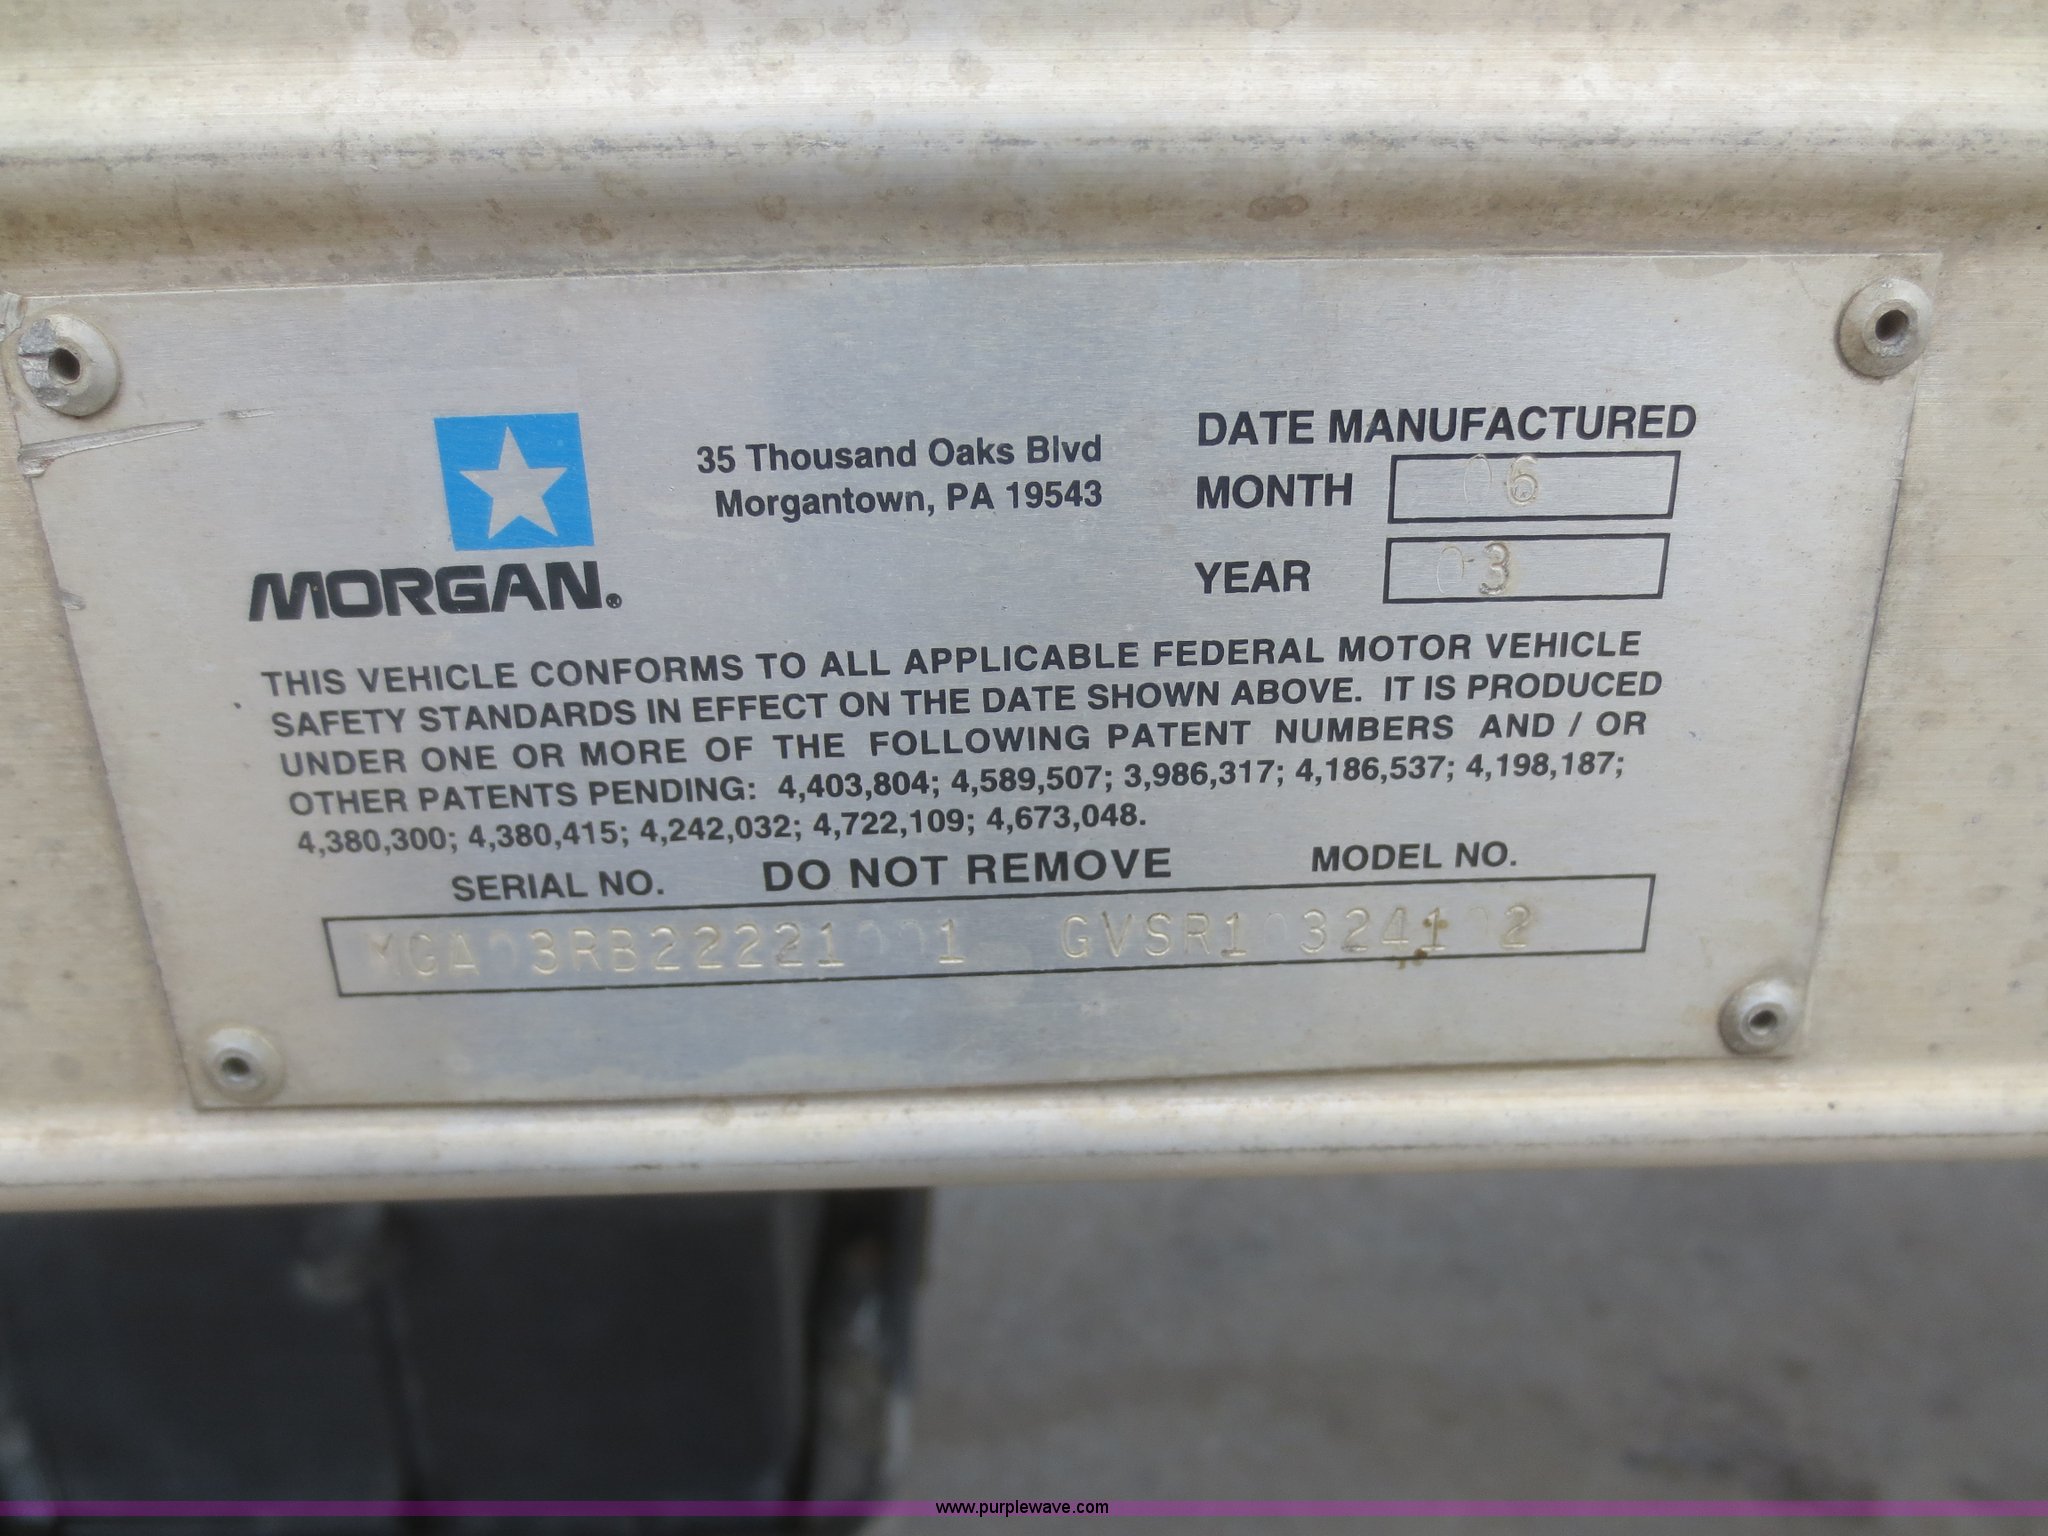 MORGAN®
35 Thousand Oaks Blvd
Morgantown, PA 19543
DATE MANUFACTURED
MONTH 06
YEAR 03
THIS VEHICLE CONFORMS TO ALL APPLICABLE FEDERAL MOTOR VEHICLE
SAFETY STANDARDS IN EFFECT ON THE DATE SHOWN ABOVE. IT IS PRODUCED
UNDER ONE OR MORE OF THE FOLLOWING PATENT NUMBERS AND / OR
OTHER PATENTS PENDING: 4,403,804; 4,589,507; 3,986,317; 4,186,537; 4,198,187;
4,380,300; 4,380,415; 4,242,032; 4,722,109; 4,673,048.
SERIAL NO. DO NOT REMOVE MODEL NO.
MGA03RB22221001 GVSR10324102
www.purplewave.com